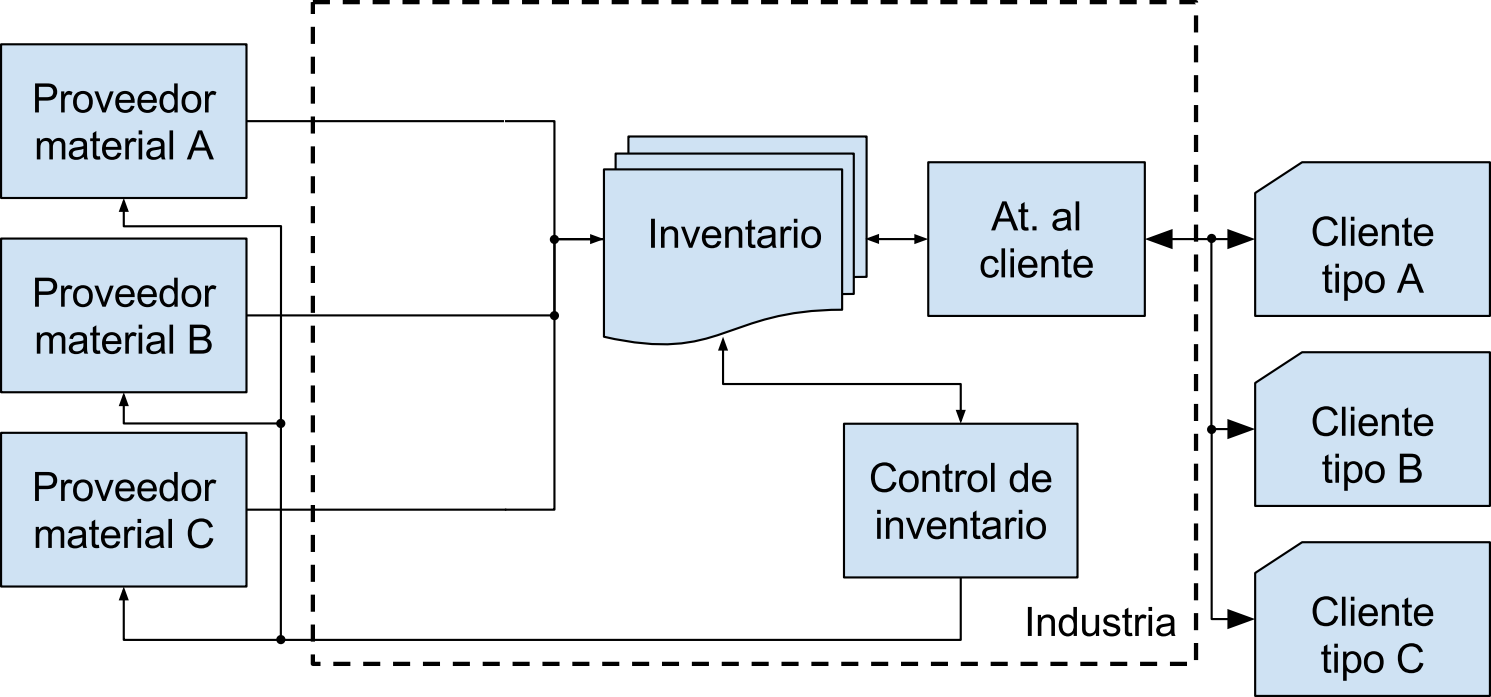 Proveedor
material A
Proveedor
material B
Proveedor
material C
Inventario
At. al
cliente
Control de
inventario
Industria
Cliente
tipo A
Cliente
tipo B
Cliente
tipo C